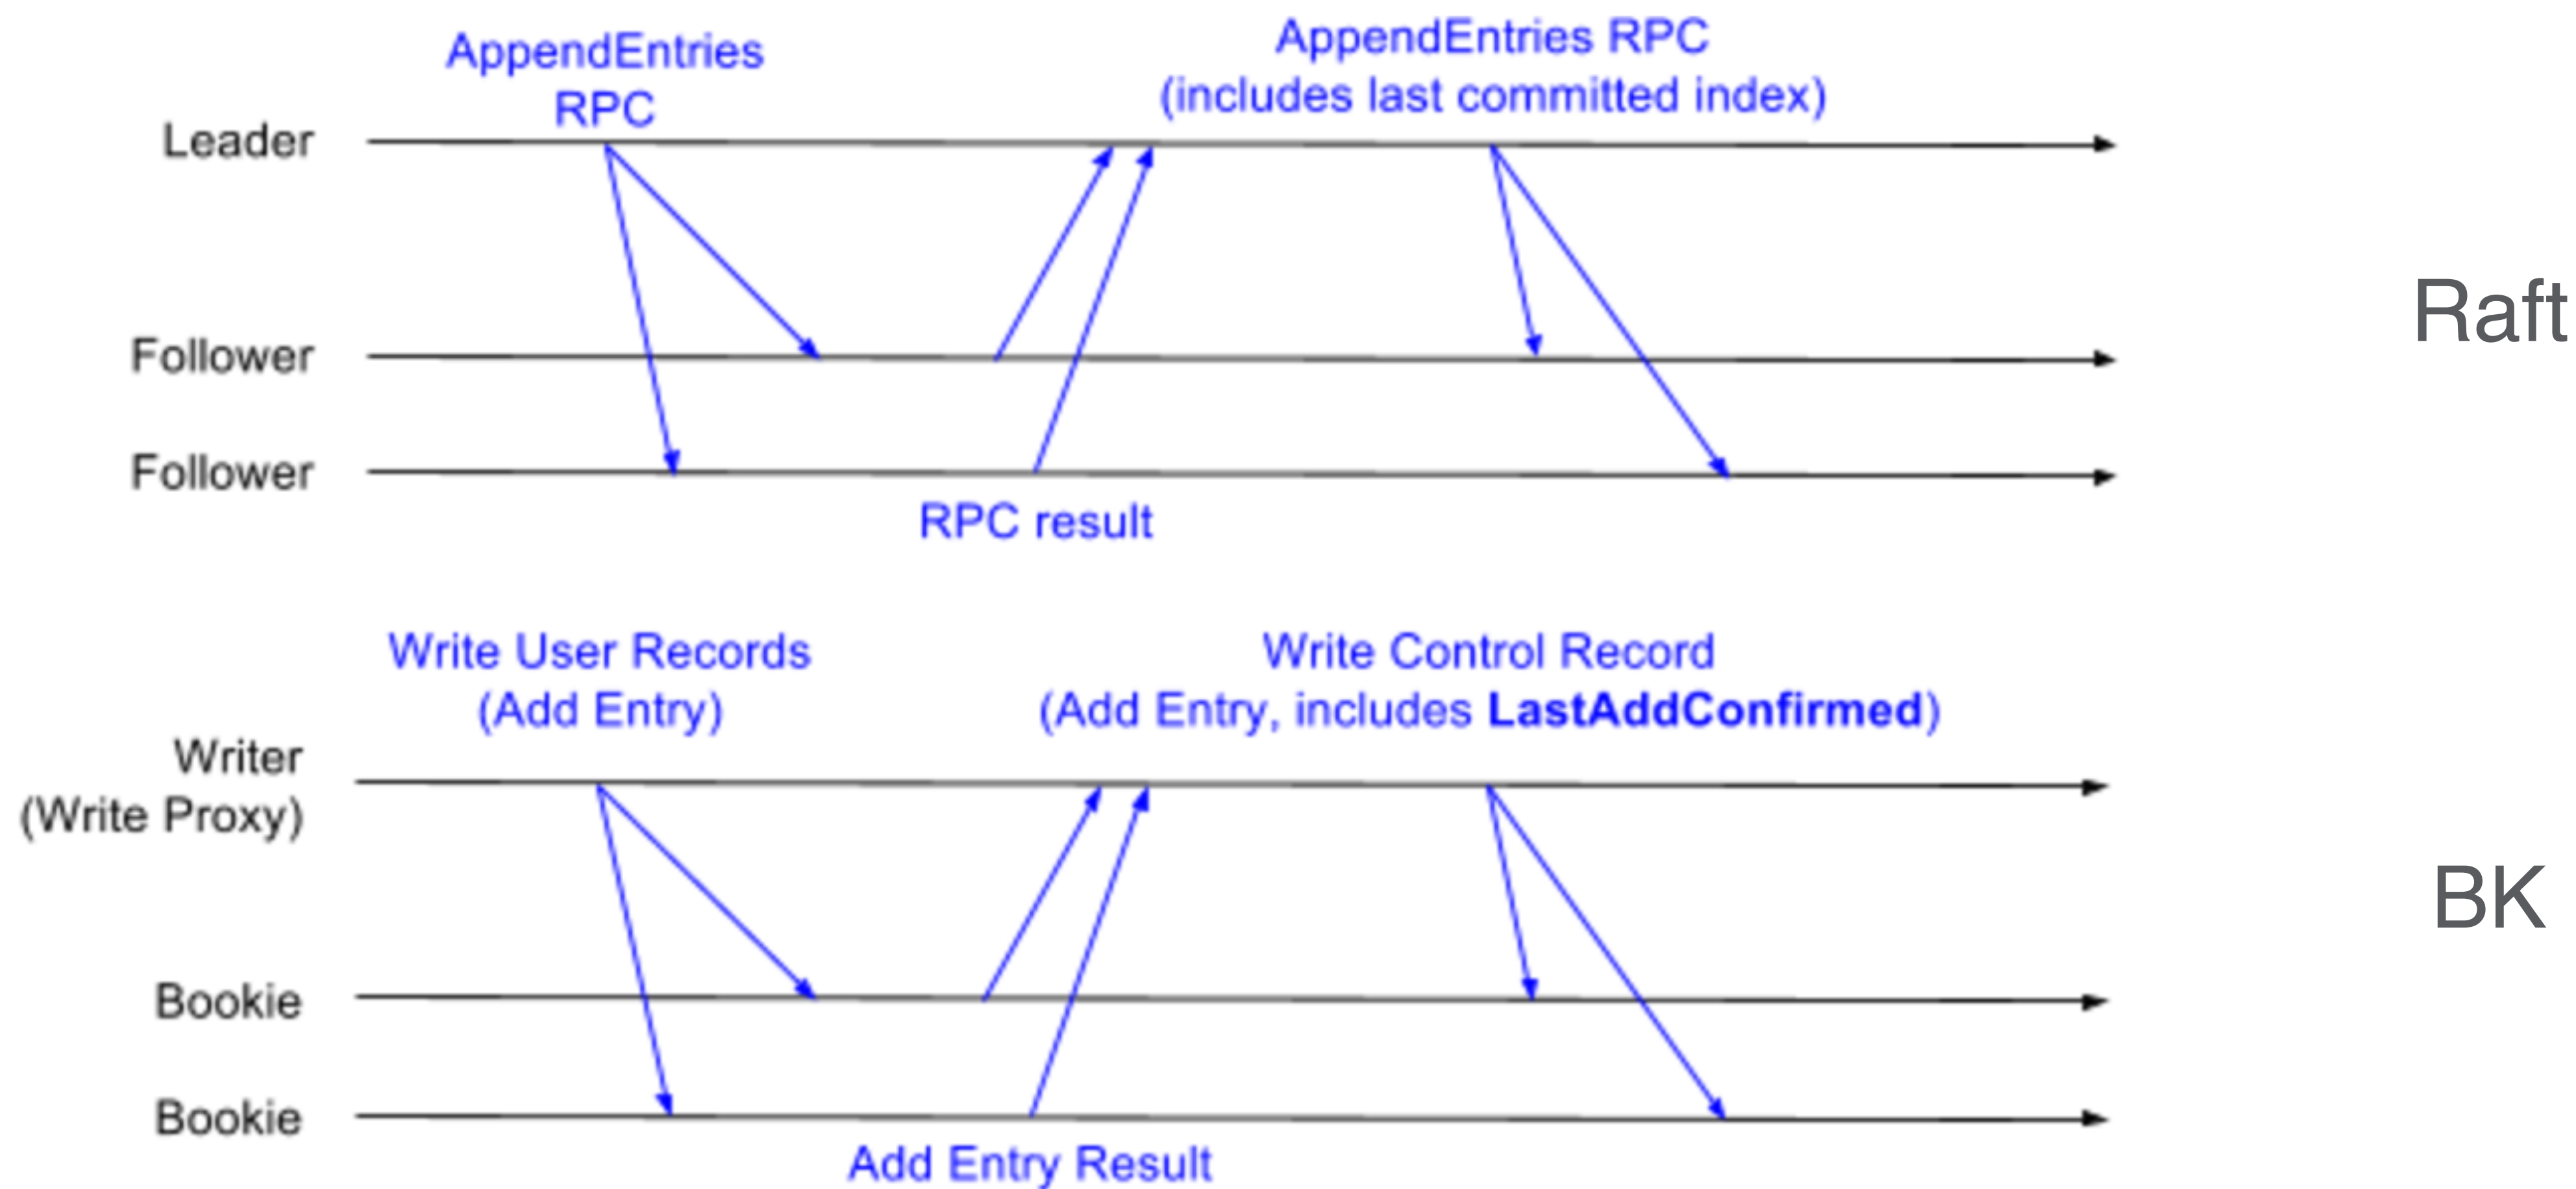 AppendEntries
RPC
AppendEntries RPC
(includes last committed index)
Leader
Follower
Follower
RPC result
Raft
Write User Records
(Add Entry)
Write Control Record
(Add Entry, includes LastAddConfirmed)
Writer
(Write Proxy)
Bookie
Bookie
Add Entry Result
BK